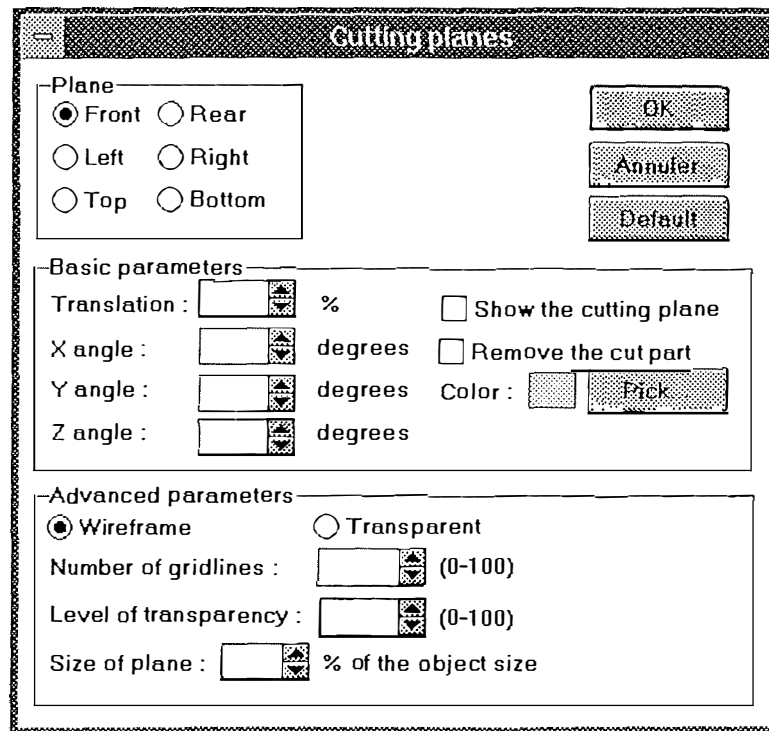 Cutting planes
Plane
Front Rear
Left Right
Top Bottom
OK
Annuler
Default
Basic parameters
Translation : %
X angle : degrees
Y angle : degrees
Z angle : degrees
Show the cutting plane
Remove the cut part
Color : Pick
Advanced parameters
Wireframe Transparent
Number of gridlines : (0-100)
Level of transparency : (0-100)
Size of plane : % of the object size